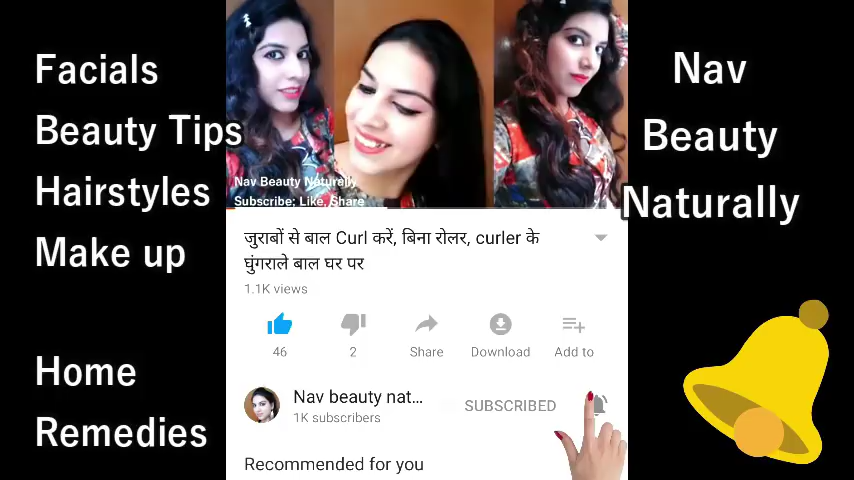 Facials
Beauty Tips
Hairstyles
Make up
Home
Remedies
Nav Beauty Naturally
Subscribe; Like, Share
जुराबों से बाल Curl करें, बिना रोलर, curler के
घुंगराले बाल घर पर
1.1K views
46
2
Share
Download
Add to
Nav beauty nat...
1K subscribers
SUBSCRIBED
Recommended for you
Nav
Beauty
Naturally